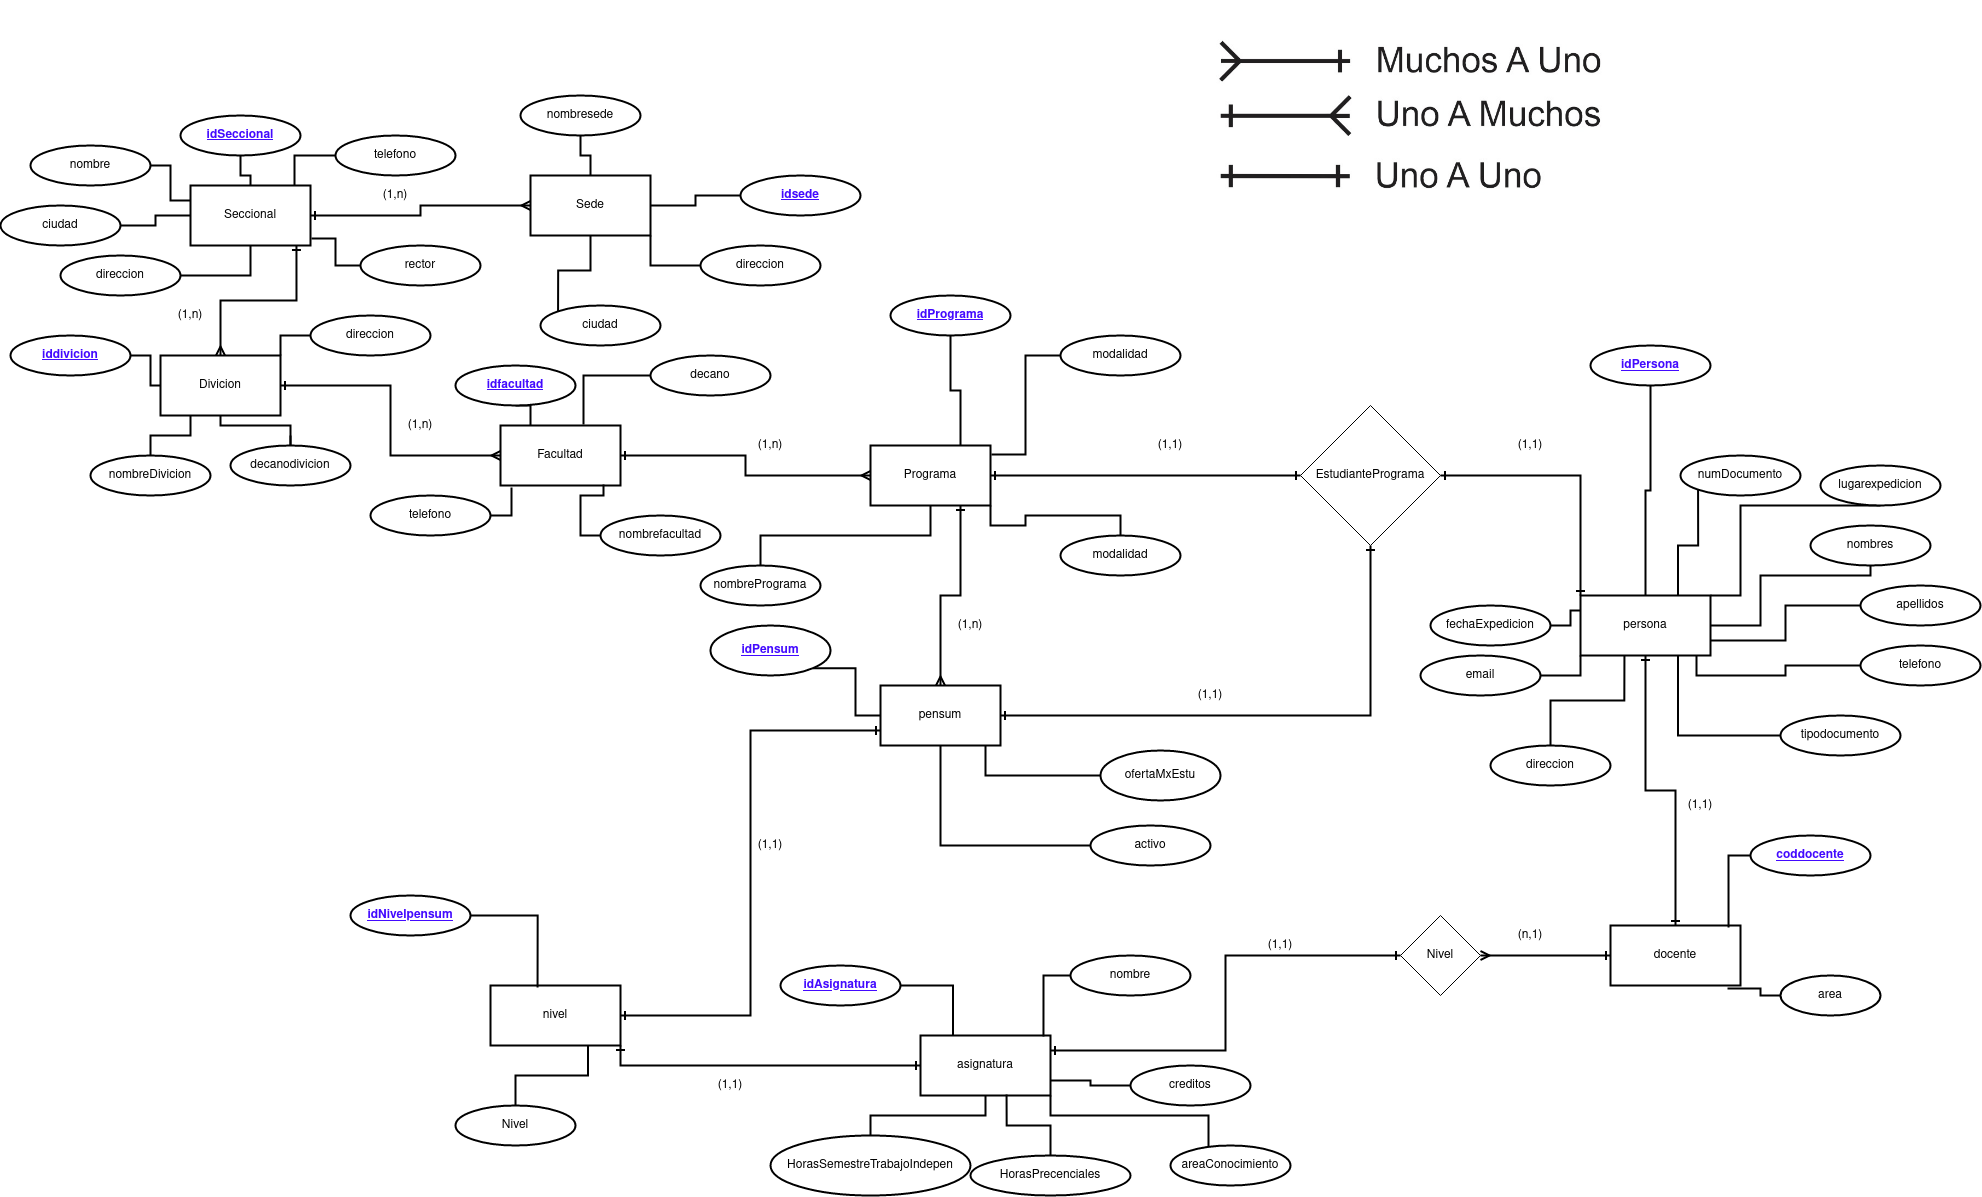 Muchos A Uno
Uno A Muchos
Uno A Uno
nombresede
idSeccional
telefono
nombre
(1,n)
idsede
Sede
Seccional
ciudad
direccion
rector
direccion
(1,n)
ciudad
idPrograma
direccion
iddivicion
modalidad
idPersona
Divicion
idfacultad
decano
(1,n)
(1,n)
(1,1)
(1,1)
Facultad
nombreDivicion
decanodivicion
Programa
EstudiantePrograma
numDocumento
lugarexpedicion
telefono
nombrefacultad
modalidad
nombres
nombrePrograma
apellidos
(1,n)
fechaExpedicion
persona
idPensum
email
telefono
(1,1)
pensum
tipodocumento
direccion
ofertaMxEstu
(1,1)
(1,1)
activo
coddocente
idNivelpensum
(1,1)
(n,1)
Nivel
docente
idAsignatura
nombre
area
nivel
asignatura
(1,1)
creditos
Nivel
HorasSemestreTrabajoIndepen
HorasPrecenciales
areaConocimiento